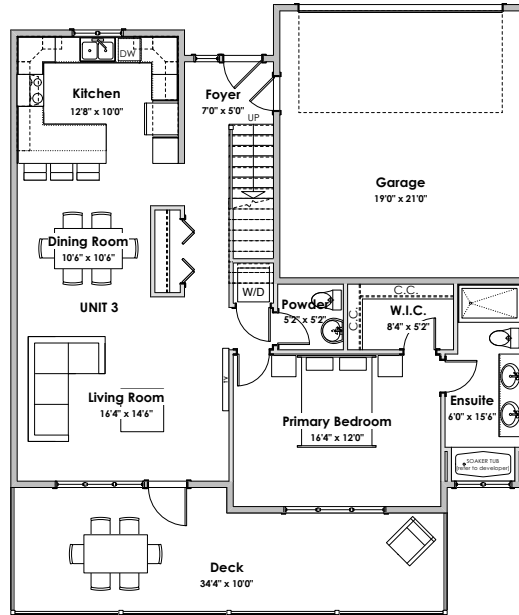 DW
Kitchen
12'8" x 10'0"
Foyer
7'0" x 5'0"
UP
Garage
19'0" x 21'0"
Dining Room
10'6" x 10'6"
UNIT 3
W/D
Powder
5'2" x 5'2"
C.C.
C.C.
W.I.C.
8'4" x 5'2"
TV
Living Room
16'4" x 14'6"
Primary Bedroom
16'4" x 12'0"
Ensuite
6'0" x 15'6"
SOAKER TUB
(refer to developer)
Deck
34'4" x 10'0"